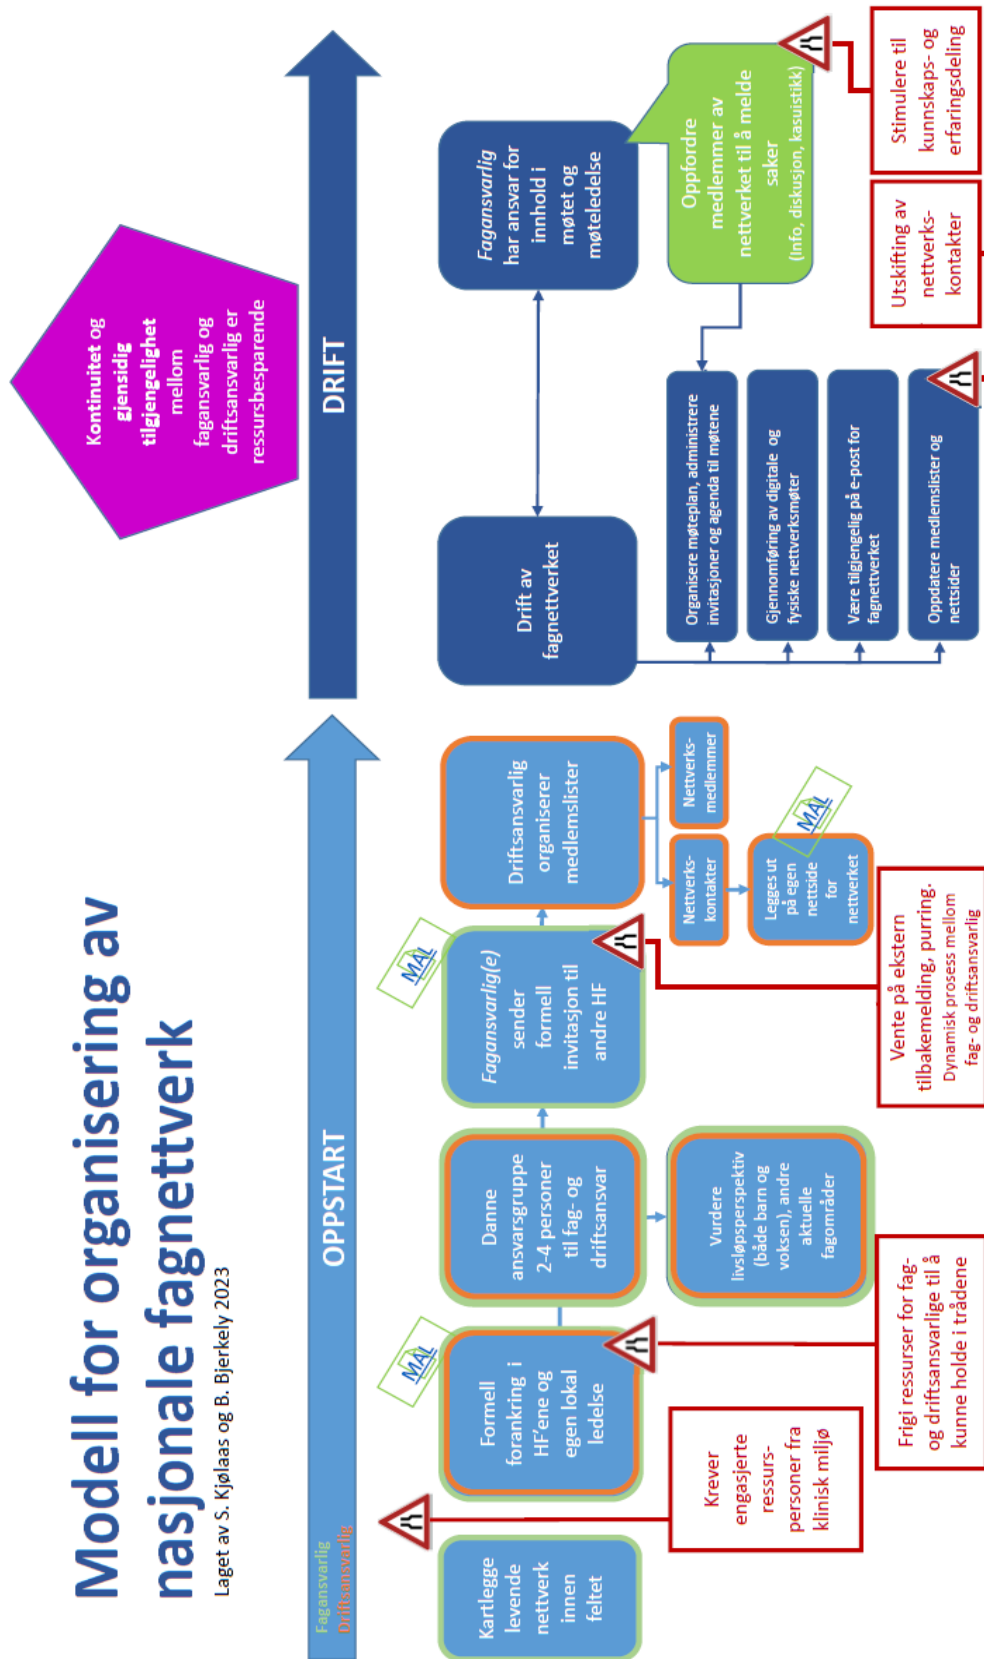 Modell for organisering av
nasjonale fagnettverk
Laget av S. Kjølaas og B. Bjerkely 2023
Fagansvarlig
Driftsansvarlig
OPPSTART
DRIFT
Kontinuitet og
gjensidig
tilgjengelighet
mellom
fagansvarlig og
driftsansvarlig er
ressursbesparende
Kartlegge
levende
nettverk
innen
feltet
Formell
forankring i
HF'ene og
egen lokal
ledelse
MAL
Danne
ansvarsgruppe
2-4 personer
til fag- og
driftsansvar
Vurdere
livsløpsperspektiv
(både barn og
voksen), andre
aktuelle
fagområder
Fagansvarlig(e)
sender
formell
invitasjon til
andre HF
MAL
Driftsansvarlig
organiserer
medlemslister
Nettverks-
kontakter
Nettverks-
medlemmer
Legges ut
på egen
nettside
for
nettverket
MAL
Krever
engasjerte
ressurs-
personer fra
klinisk miljø
Frigi ressurser for fag-
og driftsansvarlige til å
kunne holde i trådene
Vente på ekstern
tilbakemelding, purring.
Dynamisk prosess mellom
fag- og driftsansvarlig
Drift av
fagnettverket
Fagansvarlig
har ansvar for
innhold i
møtet og
møteledelse
Oppfordre
medlemmer av
nettverket til å melde
saker
(Info, diskusjon, kasuistikk)
Organisere møteplan, administrere
invitasjoner og agenda til møtene
Gjennomføring av digitale og
fysiske nettverksmøter
Være tilgjengelig på e-post for
fagnettverket
Oppdatere medlemslister og
nettsider
Utskifting av
nettverks-
kontakter
Stimulere til
kunnskaps- og
erfaringsdeling